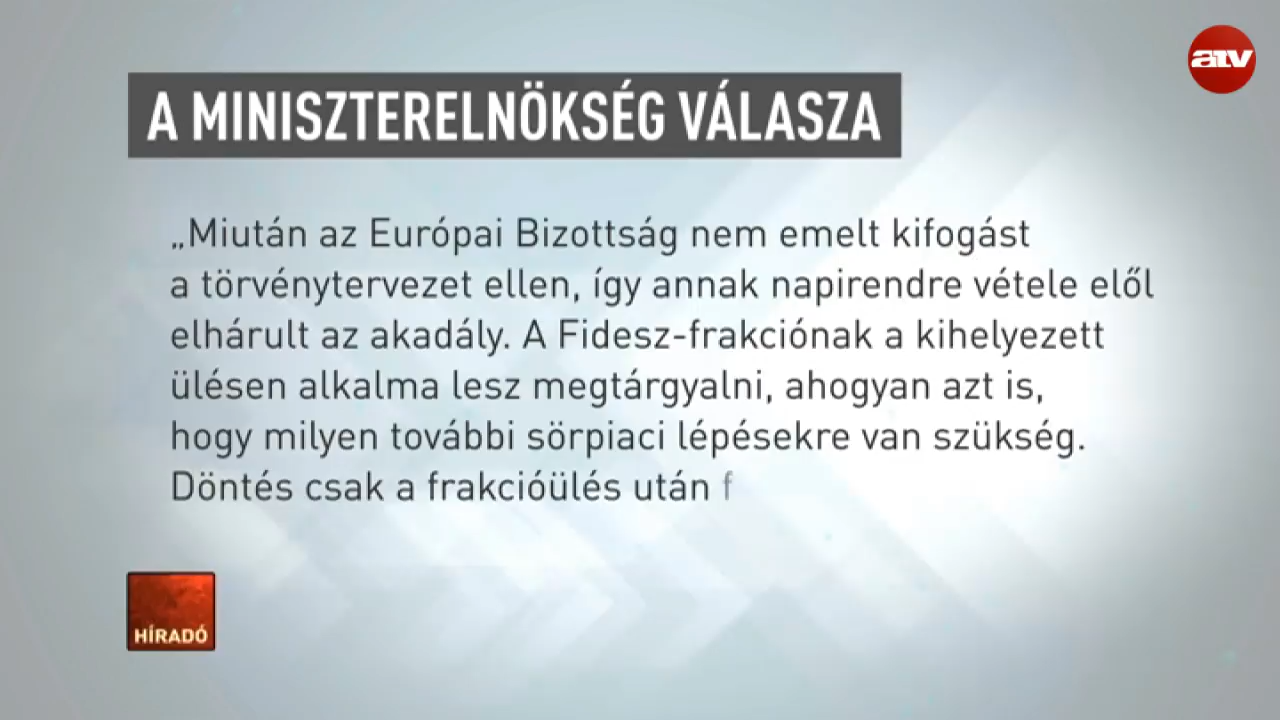 atv
A MINISZTERELNÖKSÉG VÁLASZA
„Miután az Európai Bizottság nem emelt kifogást
a törvénytervezet ellen, így annak napirendre vétele elől
elhárult az akadály. A Fidesz-frakciónak a kihelyezett
ülésen alkalma lesz megtárgyalni, ahogyan azt is,
hogy milyen további sörpiaci lépésekre van szükség.
Döntés csak a frakcióülés után f
HÍRADÓ